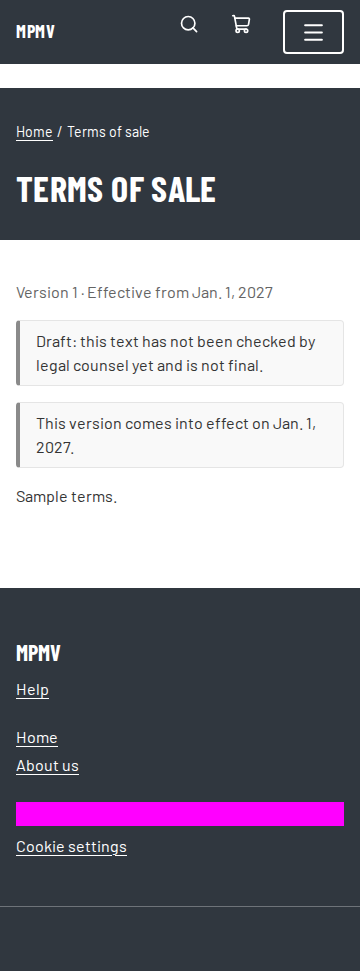 MPMV
Home / Terms of sale
TERMS OF SALE
Version 1 · Effective from Jan. 1, 2027
Draft: this text has not been checked by
legal counsel yet and is not final.
This version comes into effect on Jan. 1,
2027.
Sample terms.
MPMV
Help
Home
About us
Cookie settings